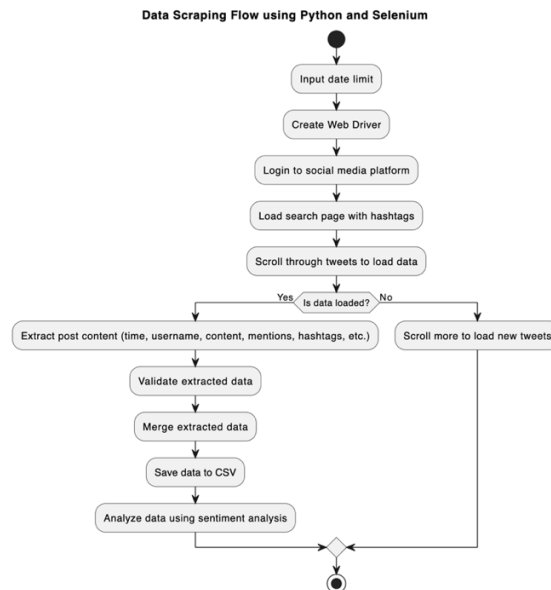 Data Scraping Flow using Python and Selenium
Input date limit
Create Web Driver
Login to social media platform
Load search page with hashtags
Scroll through tweets to load data
Yes
Is data loaded?
No
Extract post content (time, username, content, mentions, hashtags, etc.)
Scroll more to load new tweets
Validate extracted data
Merge extracted data
Save data to CSV
Analyze data using sentiment analysis